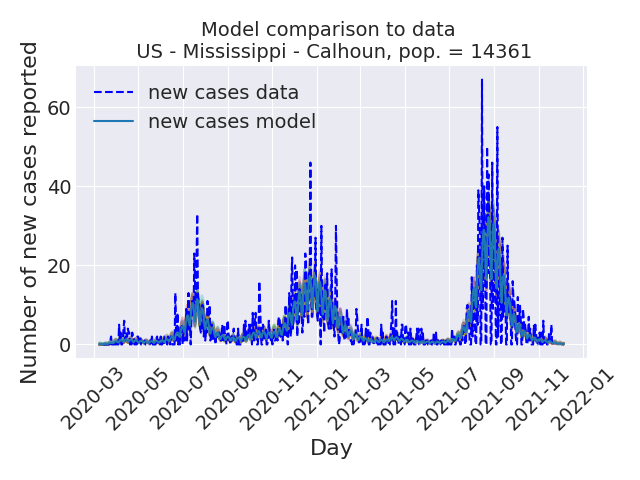 Model comparison to data
US - Mississippi - Calhoun, pop. = 14361
new cases data
new cases model
Number of new cases reported
60
40
20
0
2020-03
2020-05
2020-07
2020-09
2020-11
2021-01
2021-03
2021-05
2021-07
2021-09
2021-11
2022-01
Day